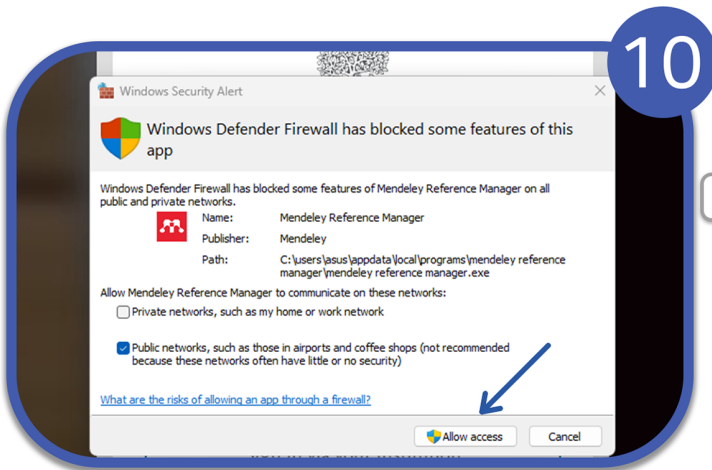 10
Windows Security Alert
Windows Defender Firewall has blocked some features of this
app
Windows Defender Firewall has blocked some features of Mendeley Reference Manager on all
public and private networks.
Name: Mendeley Reference Manager
Publisher: Mendeley
Path: C:\users\asus\appdata\local\programs\mendeley reference
manager\mendeley reference manager.exe
Allow Mendeley Reference Manager to communicate on these networks:
Private networks, such as my home or work network
Public networks, such as those in airports and coffee shops (not recommended
because these networks often have little or no security)
What are the risks of allowing an app through a firewall?
Allow access Cancel